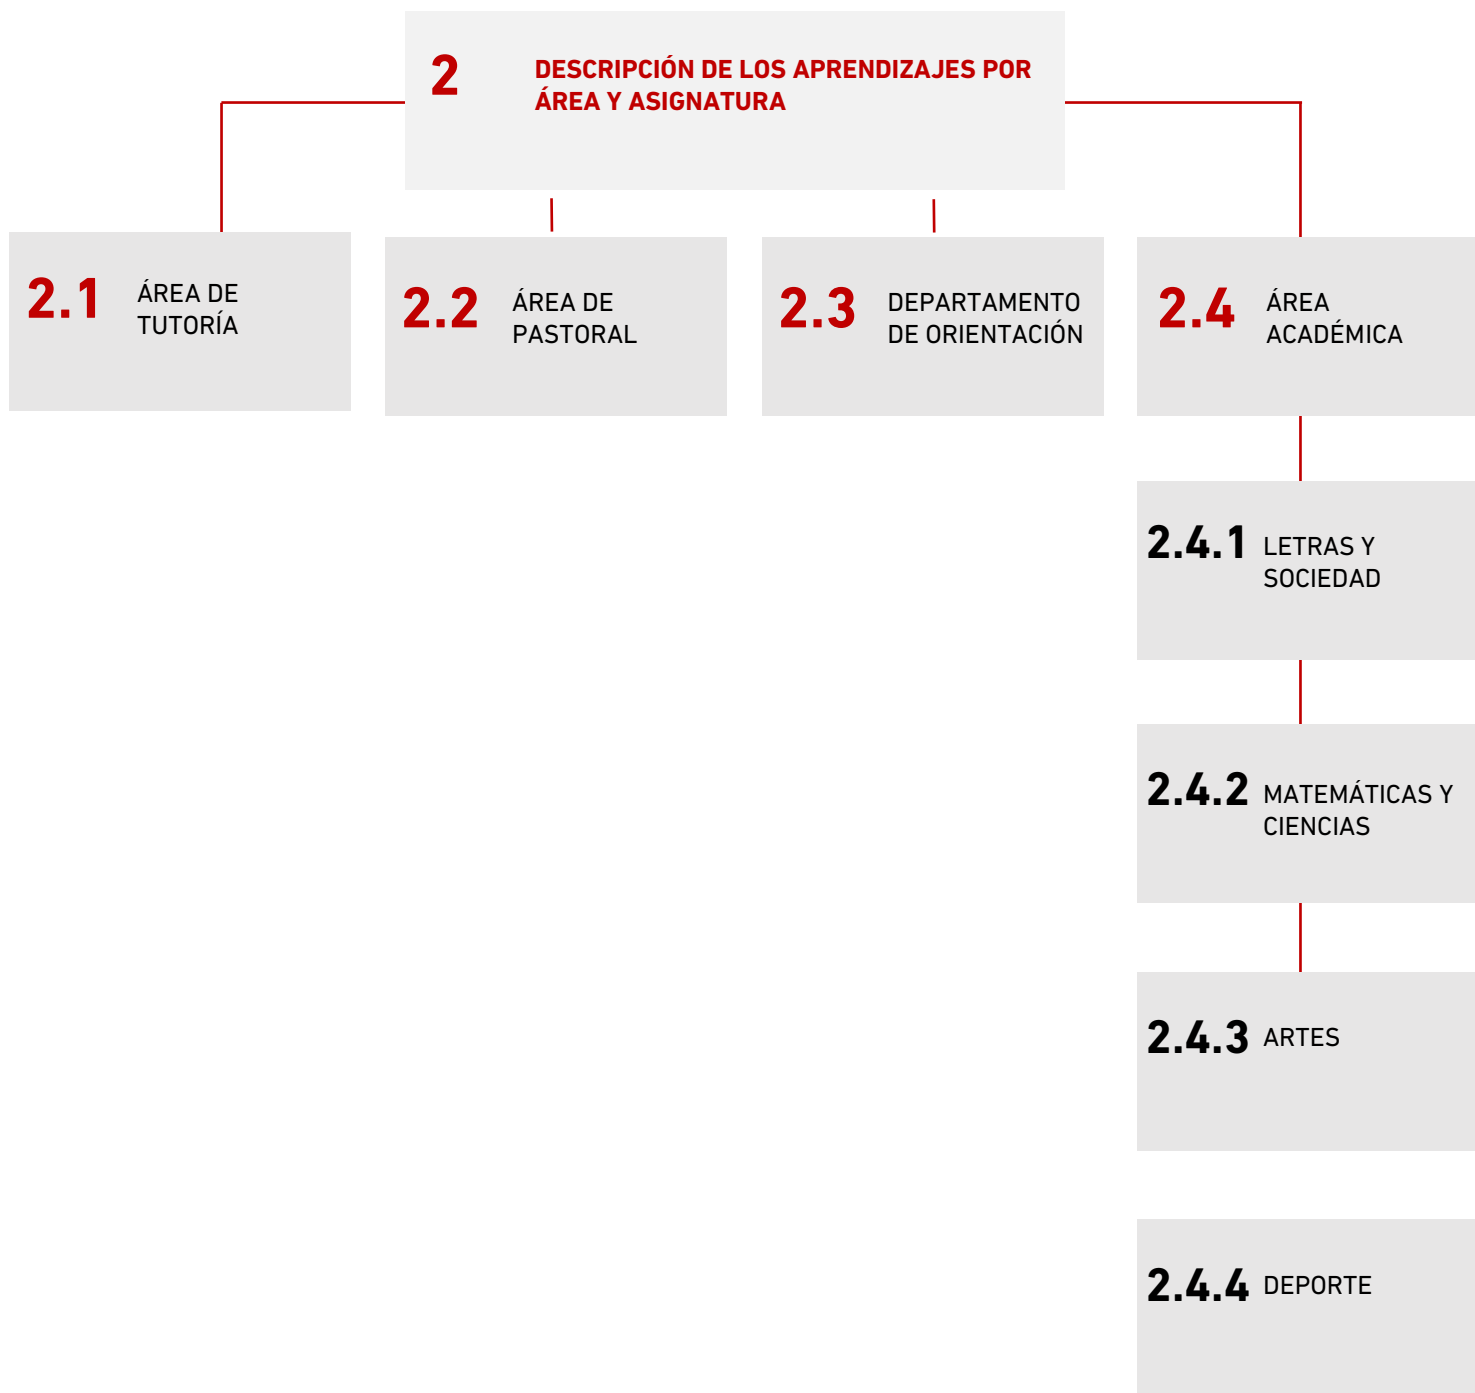 2
DESCRIPCIÓN DE LOS APRENDIZAJES POR
ÁREA Y ASIGNATURA
2.1
ÁREA DE
TUTORÍA
2.2
ÁREA DE
PASTORAL
2.3
DEPARTAMENTO
DE ORIENTACIÓN
2.4
ÁREA
ACADÉMICA
2.4.1
LETRAS Y
SOCIEDAD
2.4.2
MATEMÁTICAS Y
CIENCIAS
2.4.3
ARTES
2.4.4
DEPORTE